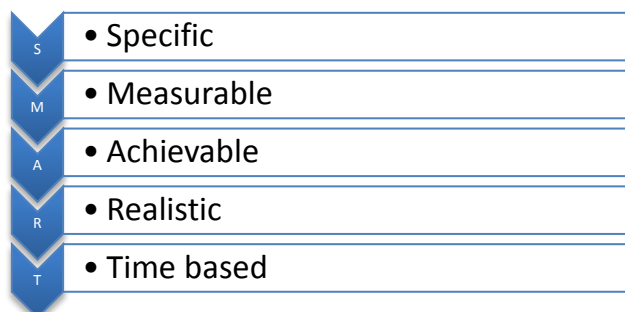 S • Specific
M • Measurable
A • Achievable
R • Realistic
T • Time based